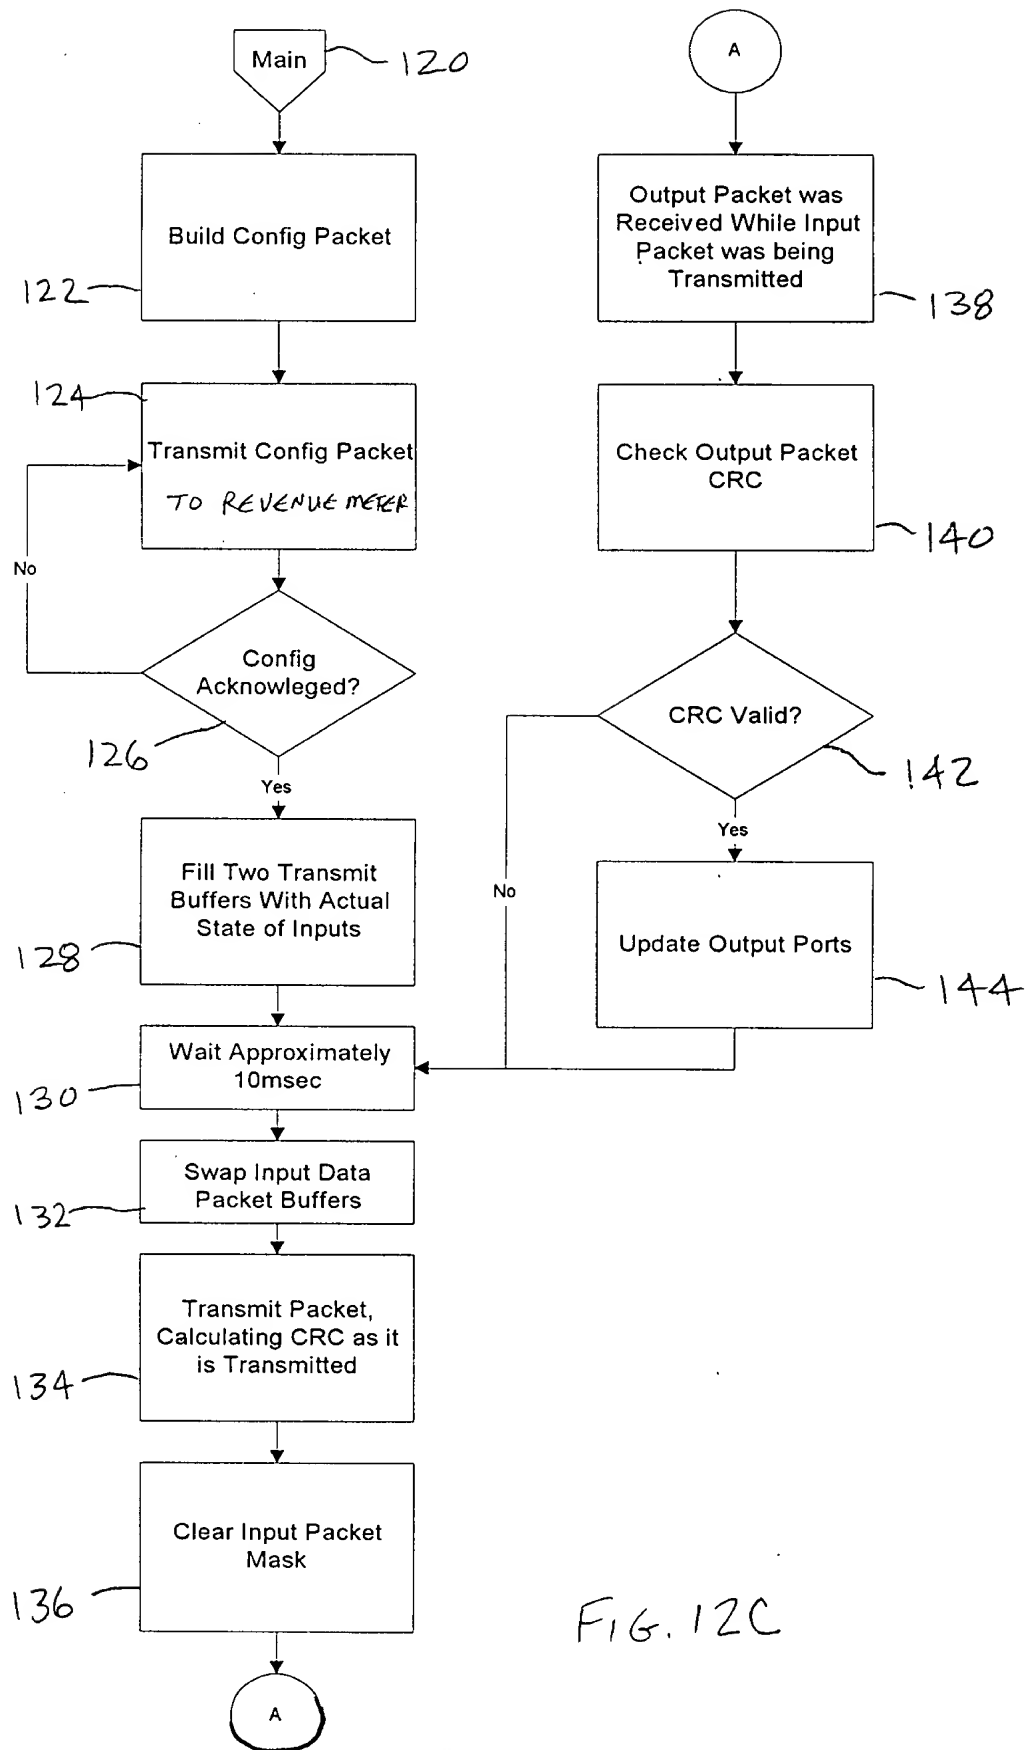 Main
120
Build Config Packet
122
124
Transmit Config Packet
TO REVENUE METER
No
Config
Acknowleged?
126
Yes
Fill Two Transmit
Buffers With Actual
State of Inputs
128
Wait Approximately
10msec
130
Swap Input Data
Packet Buffers
132
Transmit Packet,
Calculating CRC as it
is Transmitted
134
Clear Input Packet
Mask
136
A
A
Output Packet was
Received While Input
Packet was being
Transmitted
138
Check Output Packet
CRC
140
CRC Valid?
142
Yes
No
Update Output Ports
144
FIG. 12C